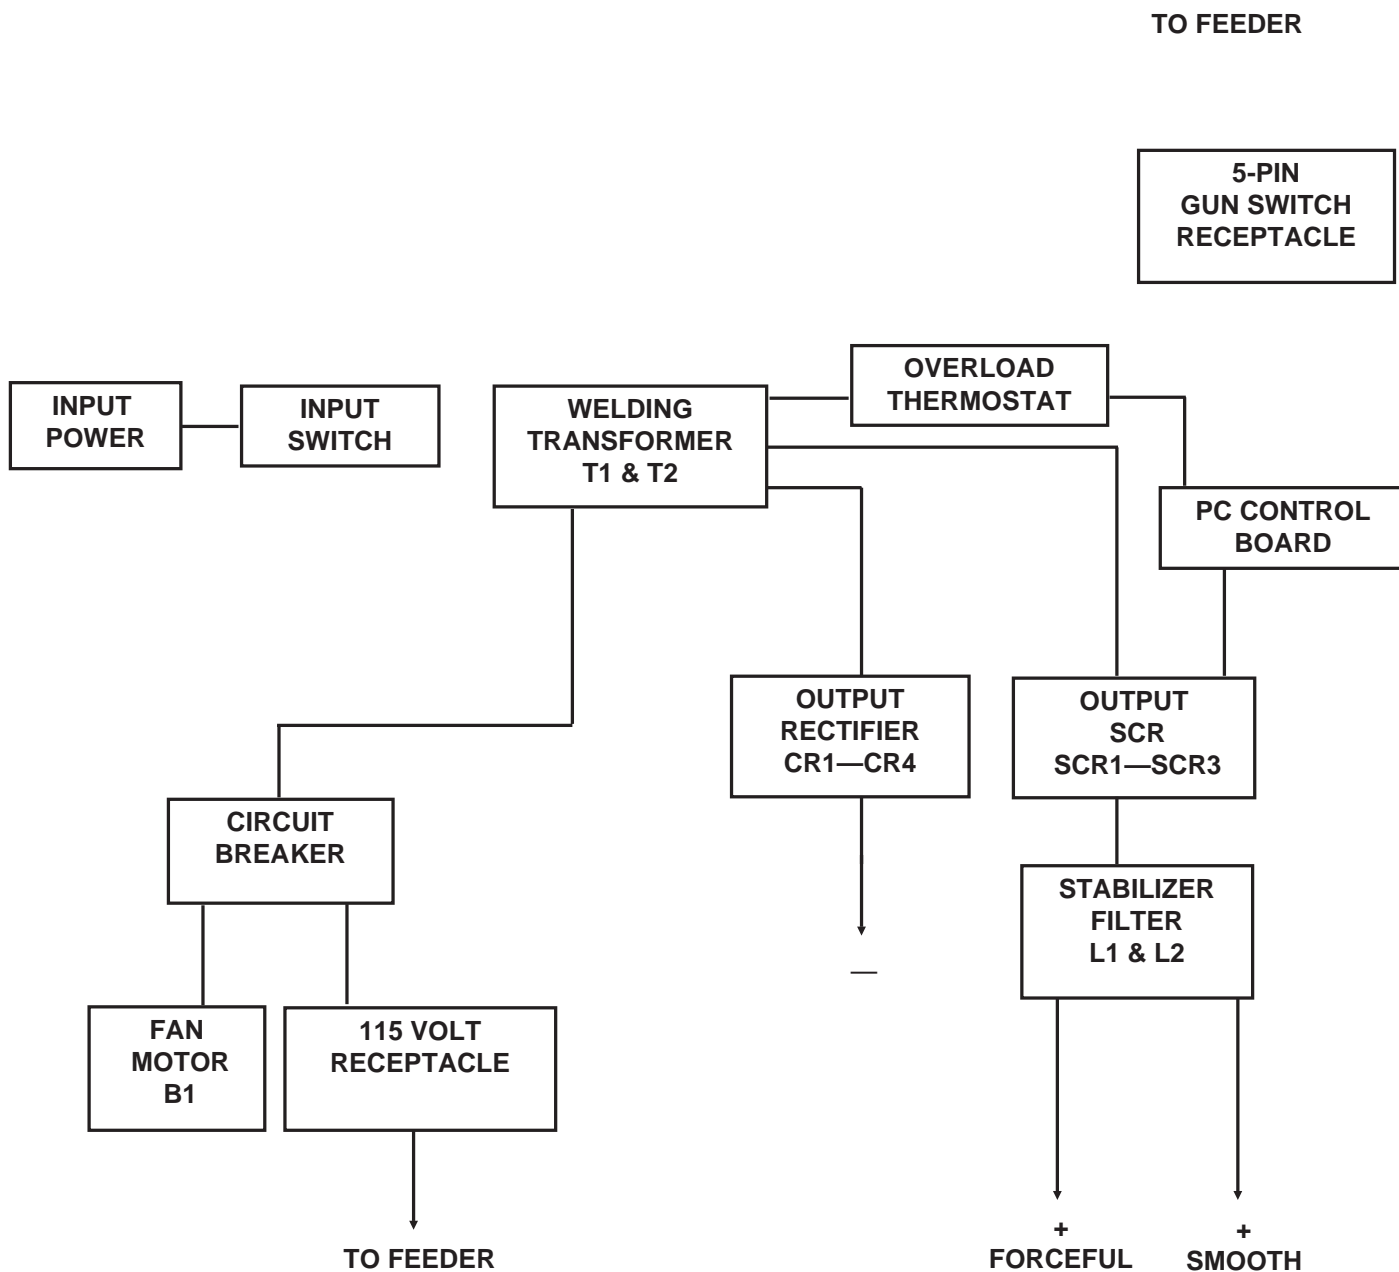 TO FEEDER
5-PIN
GUN SWITCH
RECEPTACLE
INPUT
POWER
INPUT
SWITCH
WELDING
TRANSFORMER
T1 & T2
OVERLOAD
THERMOSTAT
PC CONTROL
BOARD
OUTPUT
RECTIFIER
CR1—CR4
OUTPUT
SCR
SCR1—SCR3
CIRCUIT
BREAKER
STABILIZER
FILTER
L1 & L2
—
FAN
MOTOR
B1
115 VOLT
RECEPTACLE
TO FEEDER
+
FORCEFUL
+
SMOOTH